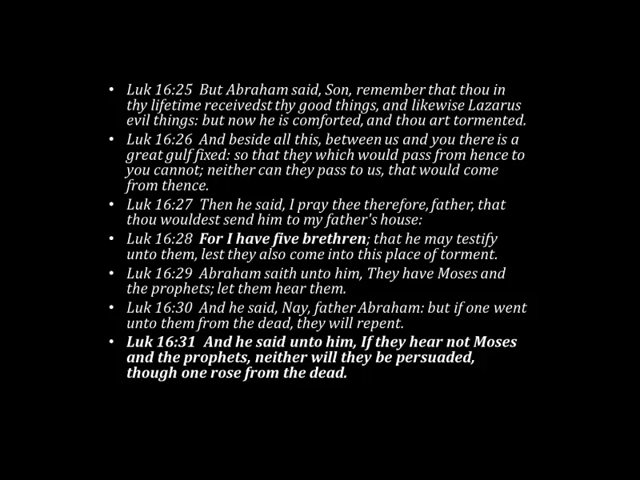 • Luk 16:25 But Abraham said, Son, remember that thou in
thy lifetime receivedst thy good things, and likewise Lazarus
evil things: but now he is comforted, and thou art tormented.
• Luk 16:26 And beside all this, between us and you there is a
great gulf fixed: so that they which would pass from hence to
you cannot; neither can they pass to us, that would come
from thence.
• Luk 16:27 Then he said, I pray thee therefore, father, that
thou wouldest send him to my father's house:
• Luk 16:28 For I have five brethren; that he may testify
unto them, lest they also come into this place of torment.
• Luk 16:29 Abraham saith unto him, They have Moses and
the prophets; let them hear them.
• Luk 16:30 And he said, Nay, father Abraham: but if one went
unto them from the dead, they will repent.
• Luk 16:31 And he said unto him, If they hear not Moses
and the prophets, neither will they be persuaded,
though one rose from the dead.